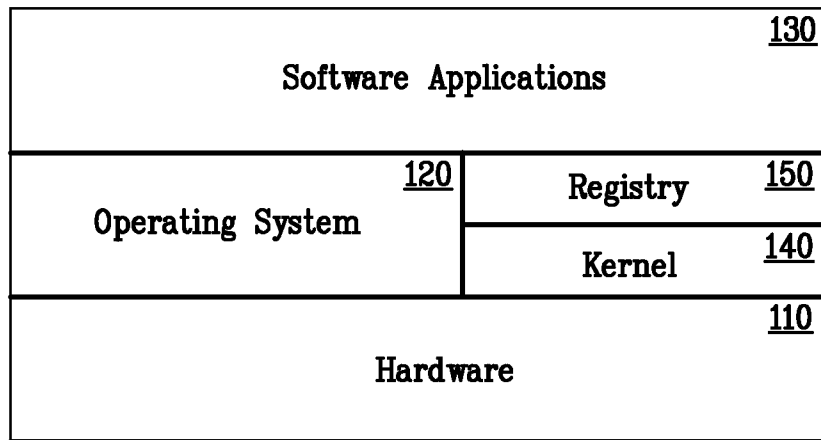 130
Software Applications
120
Operating System
Registry 150
Kernel 140
110
Hardware